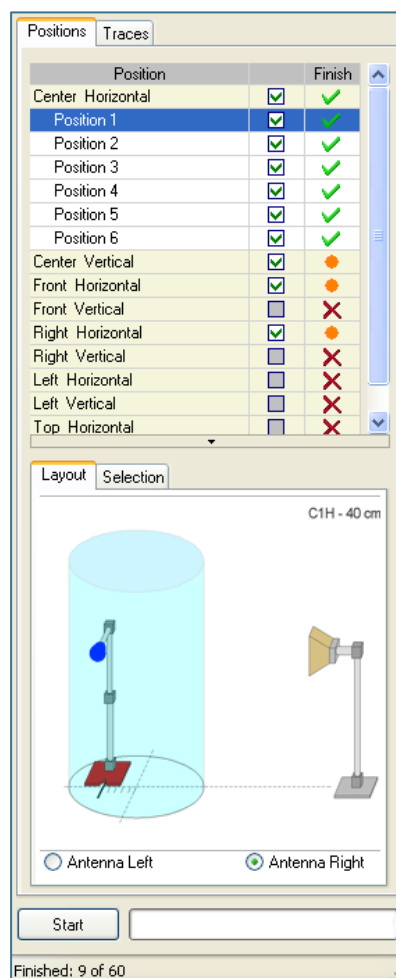 Positions Traces
Position Finish
Center Horizontal
Position 1
Position 2
Position 3
Position 4
Position 5
Position 6
Center Vertical
Front Horizontal
Front Vertical
Right Horizontal
Right Vertical
Left Horizontal
Left Vertical
Top Horizontal
Layout Selection
C1H - 40 cm
Antenna Left Antenna Right
Start
Finished: 9 of 60